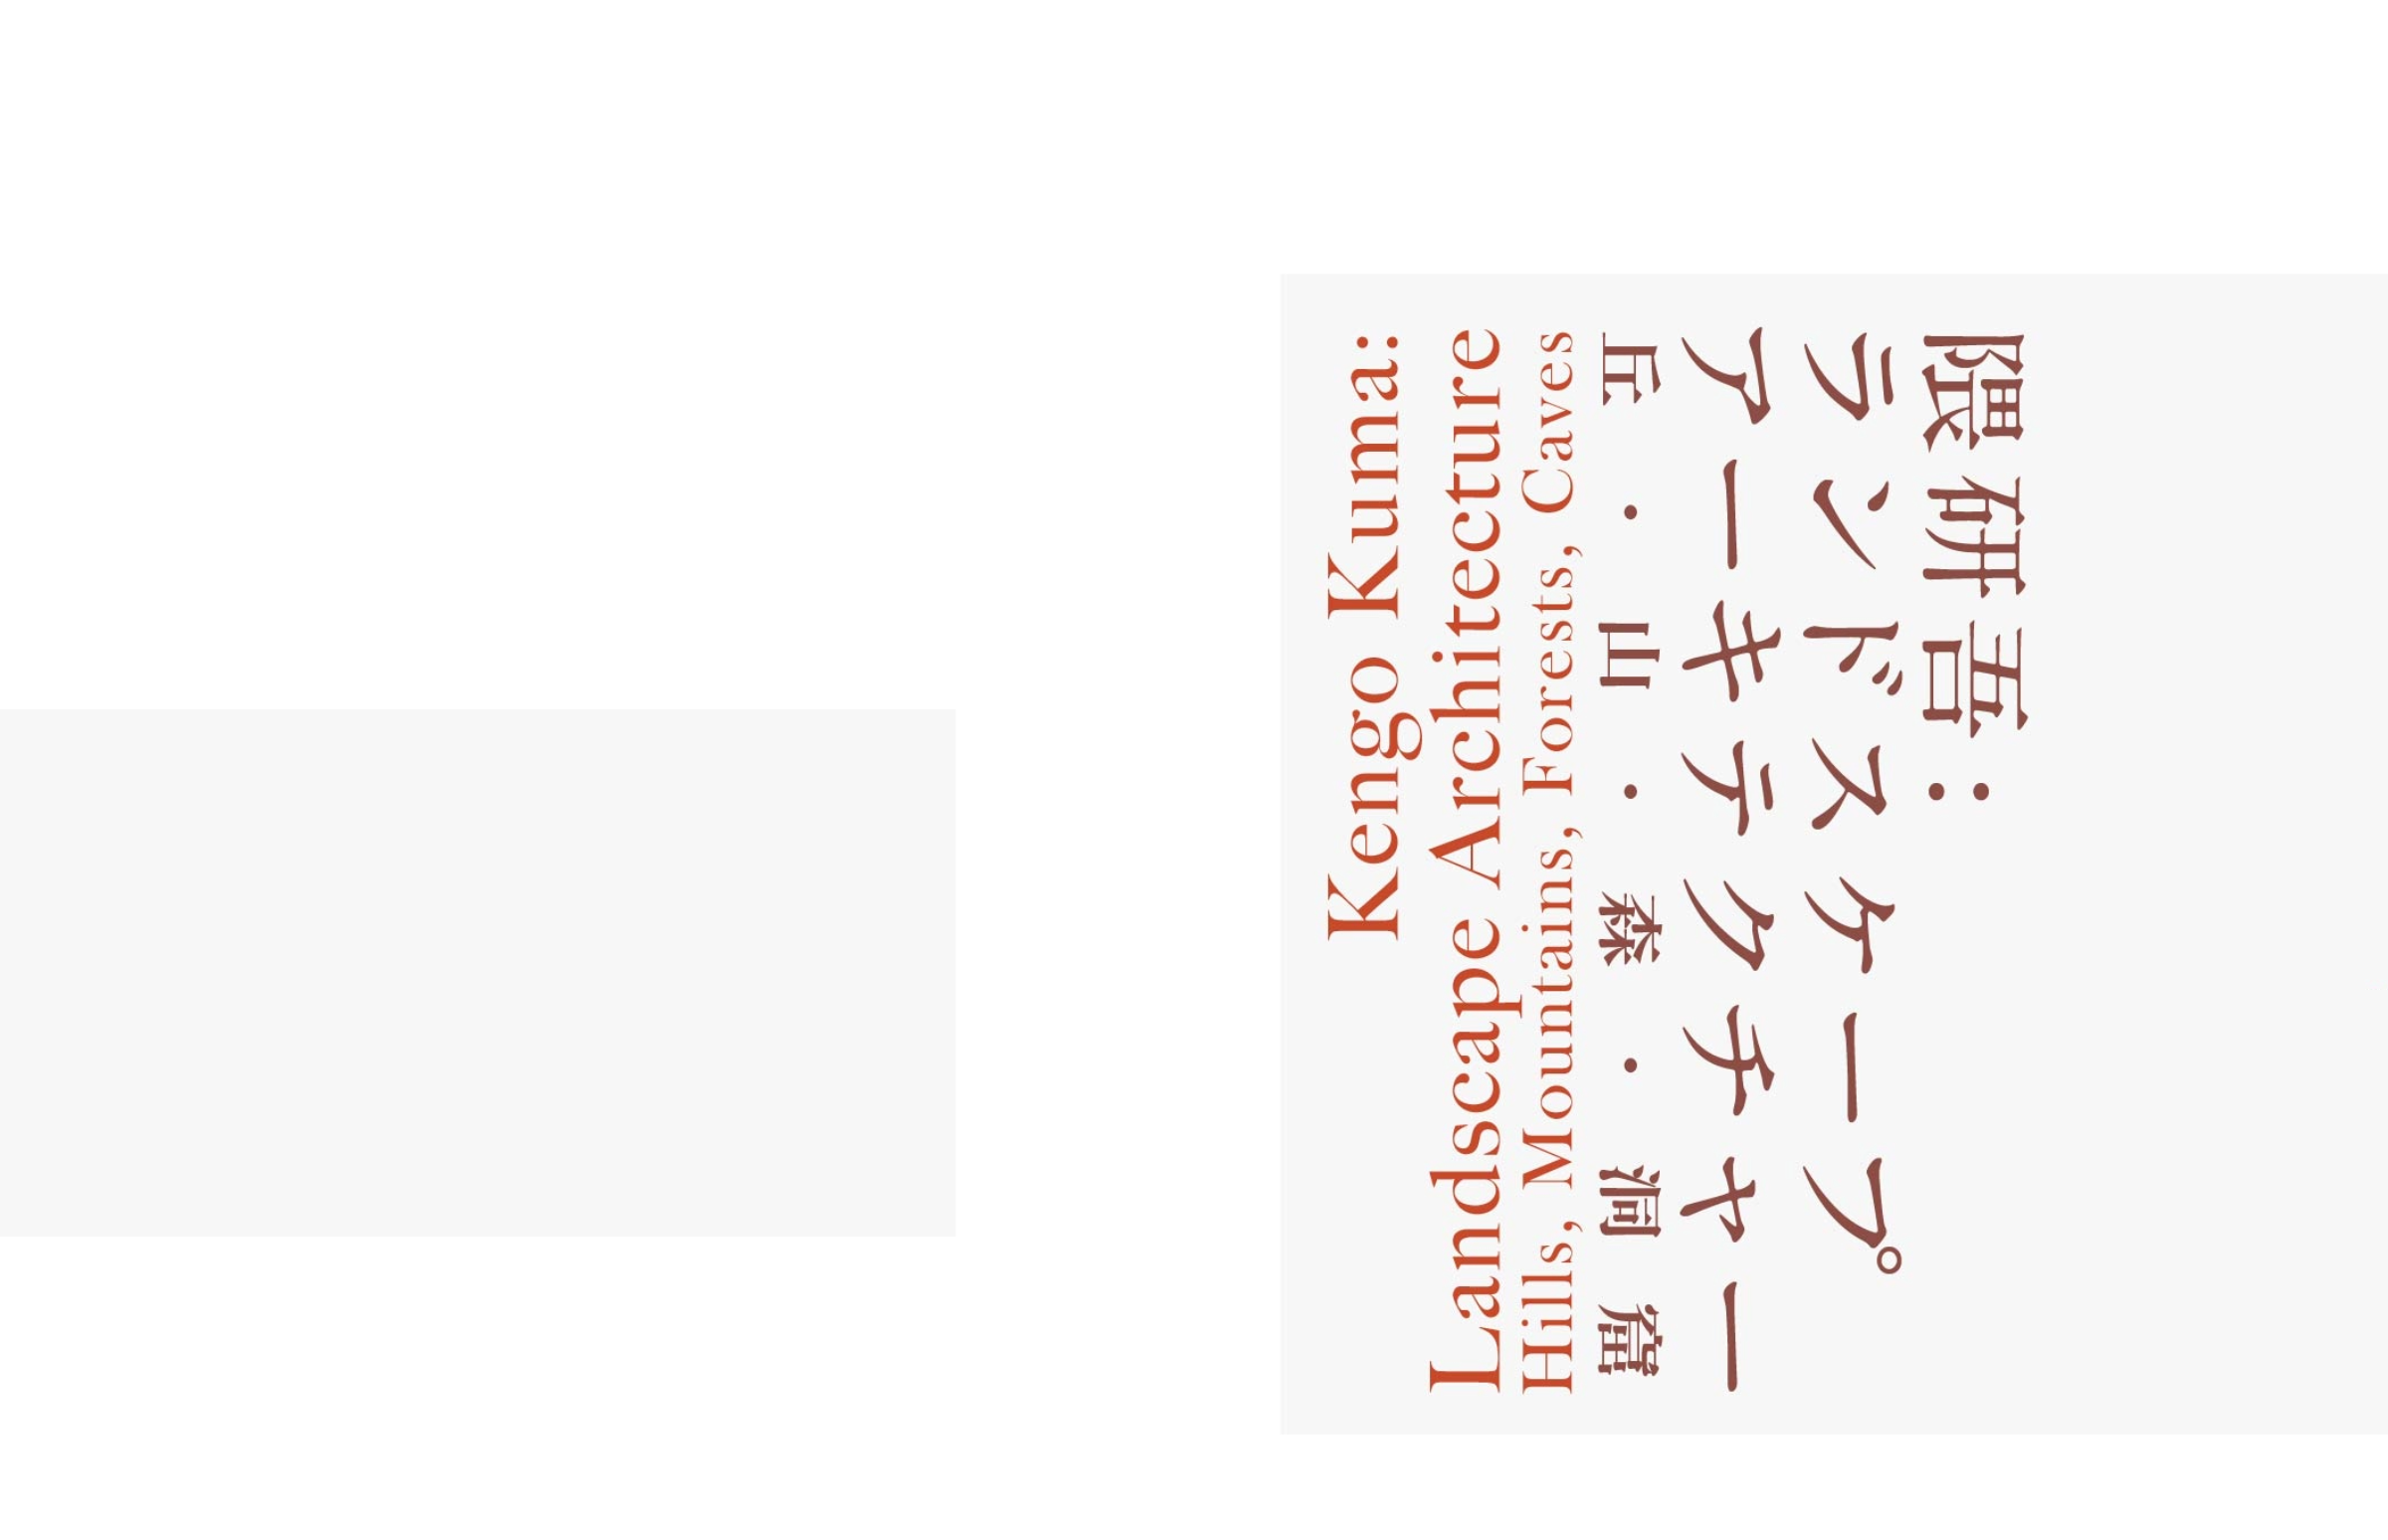 Kengo Kuma:
Landscape Architecture
Hills, Mountains, Forests, Caves
隈研吾:
ランドスケープ
アーキテクチャー
丘・山・森・洞窟